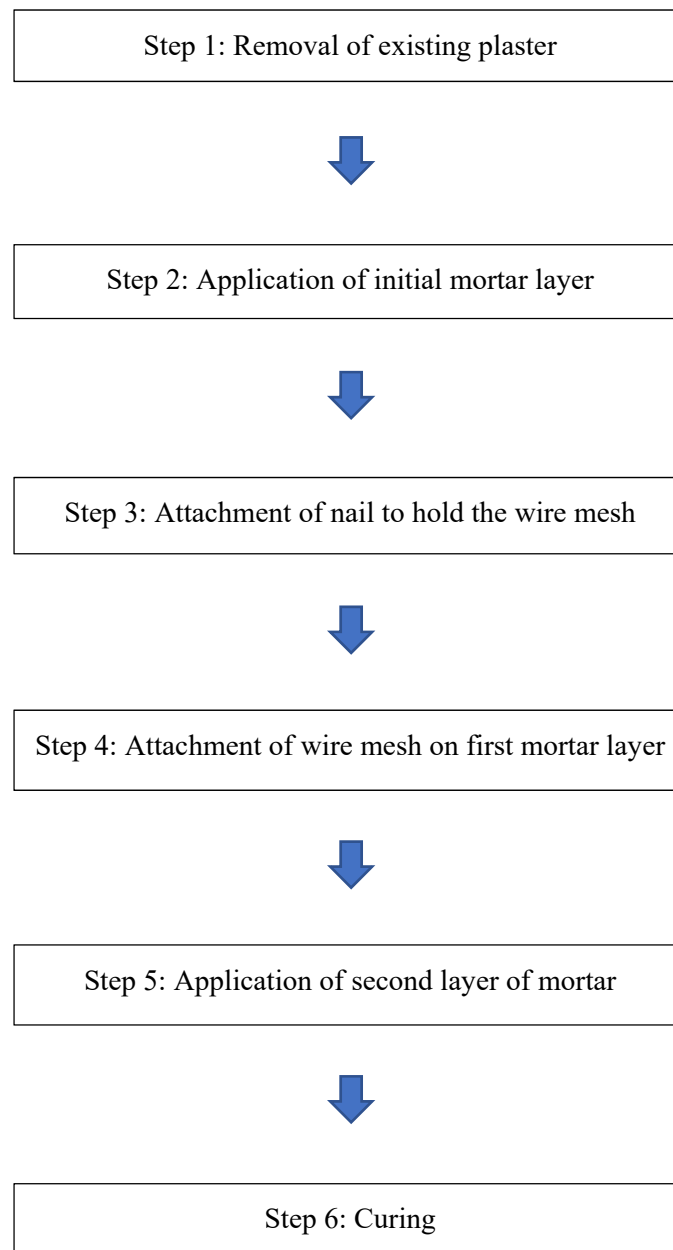 Step 1: Removal of existing plaster
Step 2: Application of initial mortar layer
Step 3: Attachment of nail to hold the wire mesh
Step 4: Attachment of wire mesh on first mortar layer
Step 5: Application of second layer of mortar
Step 6: Curing